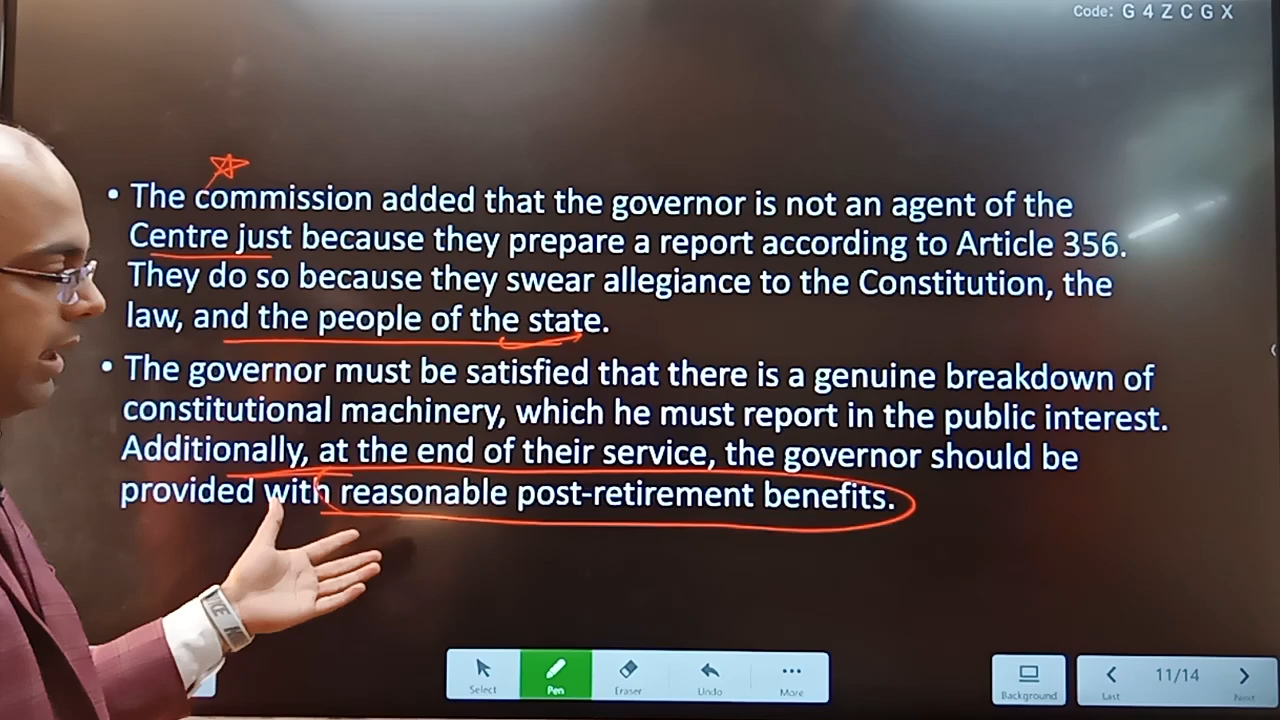 Code: G 4 Z C G X
• The commission added that the governor is not an agent of the
Centre just because they prepare a report according to Article 356.
They do so because they swear allegiance to the Constitution, the
law, and the people of the state.
• The governor must be satisfied that there is a genuine breakdown of
constitutional machinery, which he must report in the public interest.
Additionally, at the end of their service, the governor should be
provided with reasonable post-retirement benefits.
Select
Pen
Eraser
Undo
More
Background
Last
11/14
Next